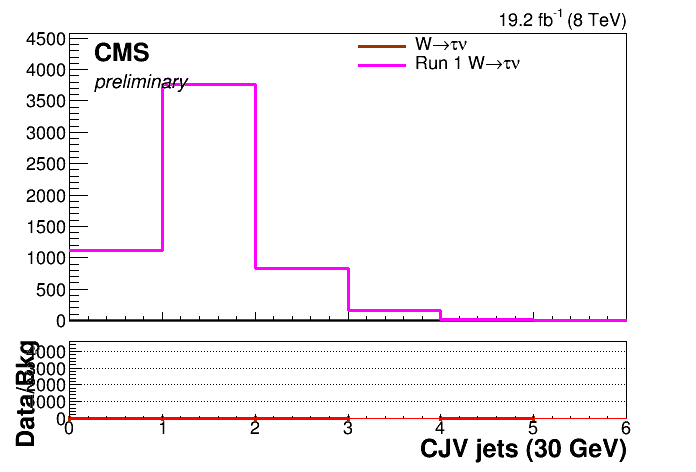 19.2 fb-1 (8 TeV)
CMS
preliminary
W→τν
Run 1 W→τν
4500
4000
3500
3000
2500
2000
1500
1000
500
0
Data/Bkg
0
0 1 2 3 4 5 6
CJV jets (30 GeV)